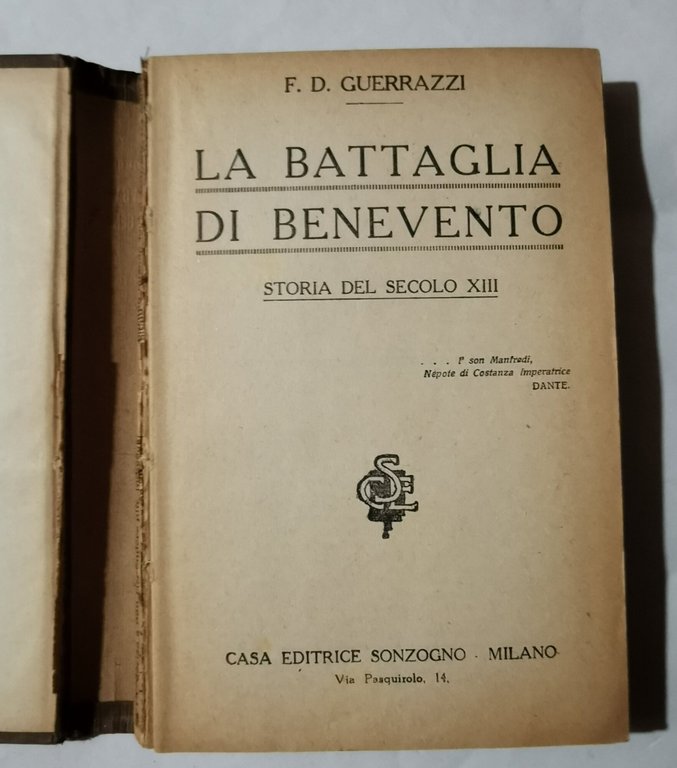 F. D. GUERRAZZI
LA BATTAGLIA
DI BENEVENTO
STORIA DEL SECOLO XIII
. . . I' son Manfredi,
Nepote di Costanza Imperatrice
DANTE.
CASA EDITRICE SONZOGNO - MILANO
Via Pasquirolo, 14,